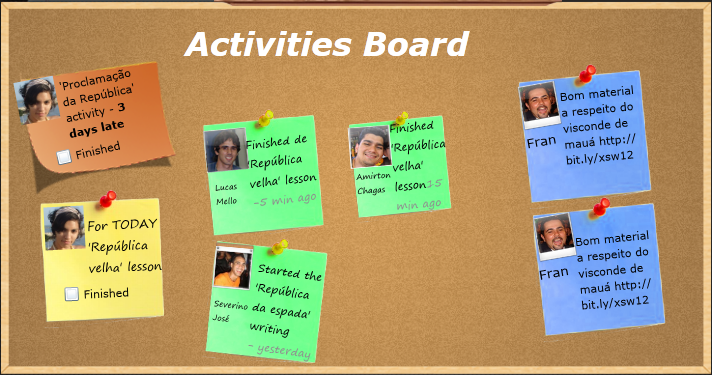 Activities Board
'Proclamação
da República'
activity - 3
days late
Finished
For TODAY
'República
velha' lesson
Finished
Finished de
'República
velha' lesson
~5 min ago
Lucas
Mello
Started the
'República
da espada'
writing
- yesterday
Severino
José
Finished
'República
velha'
lesson 15
min ago
Amirton
Chagas
Bom material
a respeito do
visconde de
mauá http://
bit.ly/xsw12
Fran
Bom material
a respeito do
visconde de
mauá http://
bit.ly/xsw12
Fran